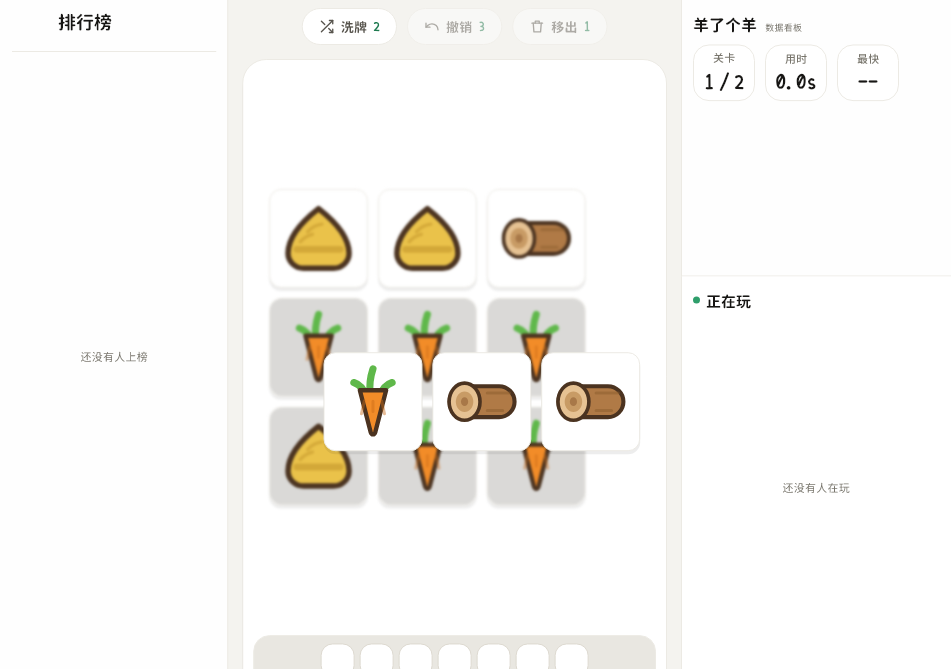 排行榜
还没有人上榜
洗牌 2
撤销 3
移出 1
羊了个羊 数据看板
关卡
1/2
用时
0.0s
最快
--
正在玩
还没有人在玩